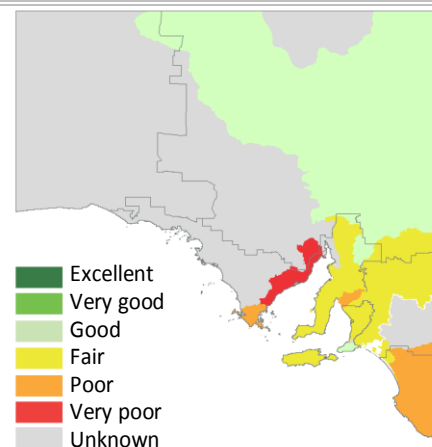 Excellent
Very good
Good
Fair
Poor
Very poor
Unknown